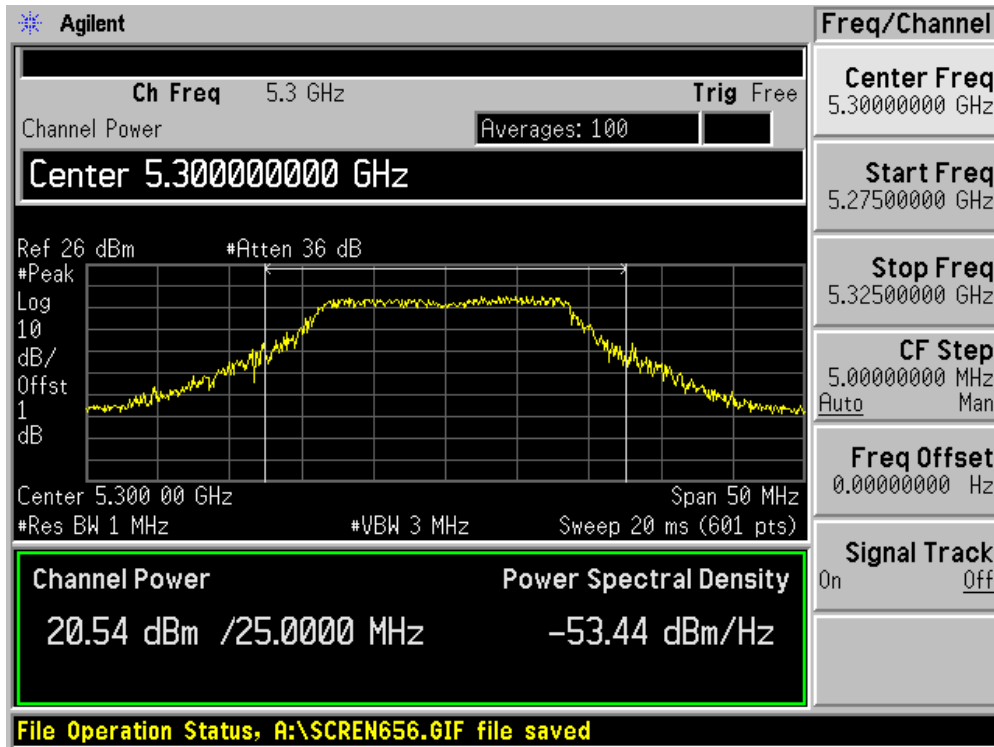 Agilent
Freq/Channel
Ch Freq 5.3 GHz Trig Free
Channel Power Averages: 100
Center 5.300000000 GHz
Ref 26 dBm #Atten 36 dB
#Peak
Log
10
dB/
Offst
1
dB
Center 5.300 00 GHz Span 50 MHz
#Res BW 1 MHz #VBW 3 MHz Sweep 20 ms (601 pts)
Channel Power Power Spectral Density
20.54 dBm /25.0000 MHz -53.44 dBm/Hz
File Operation Status, A:\SCREN656.GIF file saved
Center Freq
5.30000000 GHz
Start Freq
5.27500000 GHz
Stop Freq
5.32500000 GHz
CF Step
5.00000000 MHz
Auto Man
Freq Offset
0.00000000 Hz
Signal Track
On Off